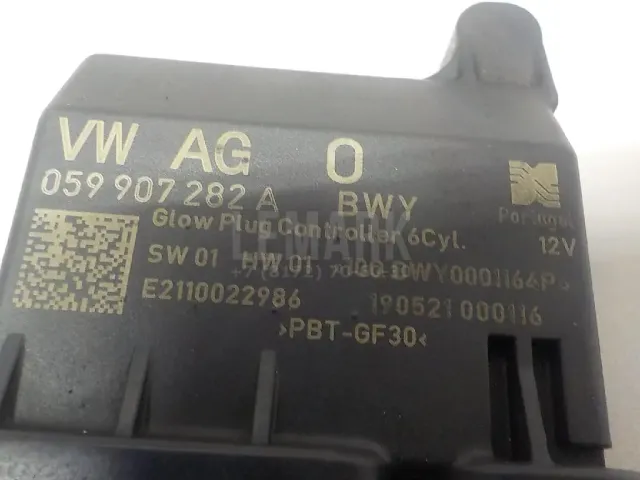 VW AG O
059 907 282 A BWY
Portugal
Glow Plug Controller 6Cyl. 12V
LEMARK
SW 01 HW 01
E2110022986 190521 000116
>PBT-GF30<